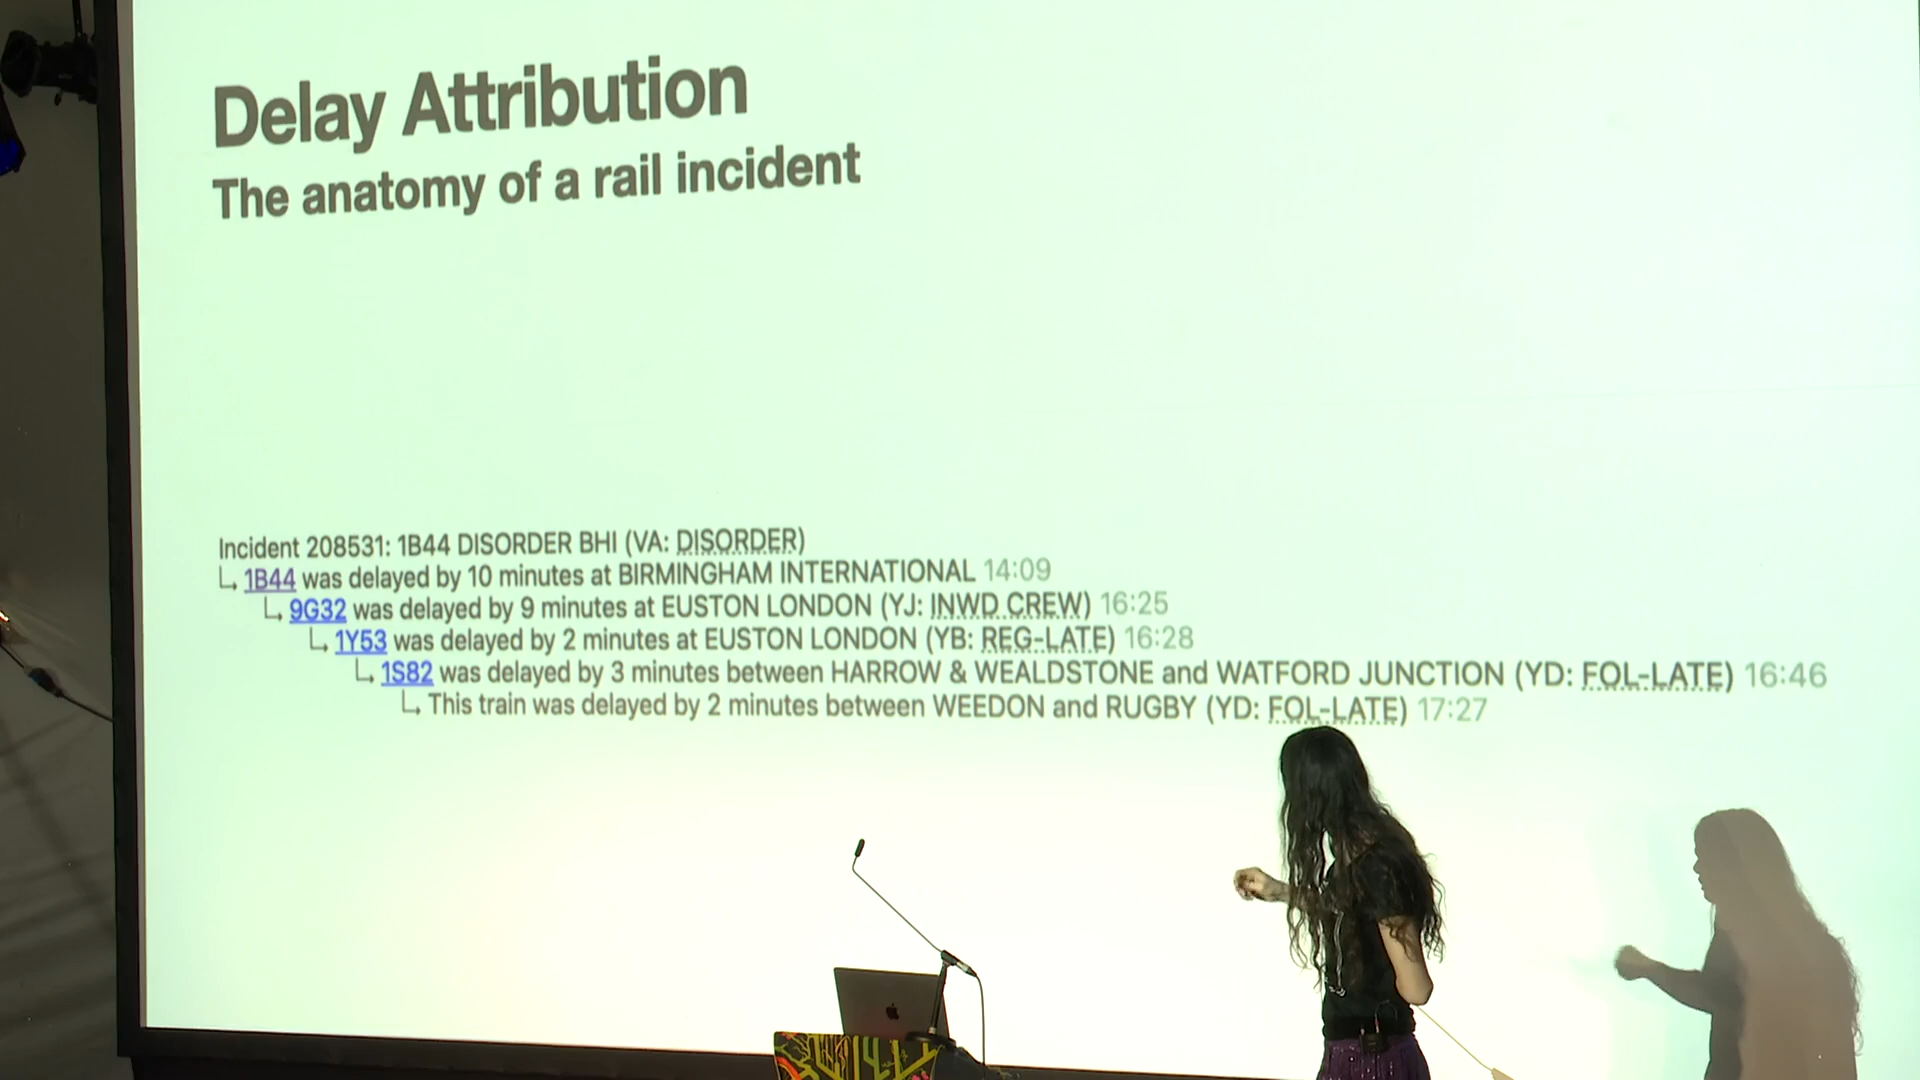 Delay Attribution
The anatomy of a rail incident
Incident 208531: 1B44 DISORDER BHI (VA: DISORDER)
↳ 1B44 was delayed by 10 minutes at BIRMINGHAM INTERNATIONAL 14:09
↳ 9G32 was delayed by 9 minutes at EUSTON LONDON (YJ: INWD CREW) 16:25
↳ 1Y53 was delayed by 2 minutes at EUSTON LONDON (YB: REG-LATE) 16:28
↳ 1S82 was delayed by 3 minutes between HARROW & WEALDSTONE and WATFORD JUNCTION (YD: FOL-LATE) 16:46
↳ This train was delayed by 2 minutes between WEEDON and RUGBY (YD: FOL-LATE) 17:27